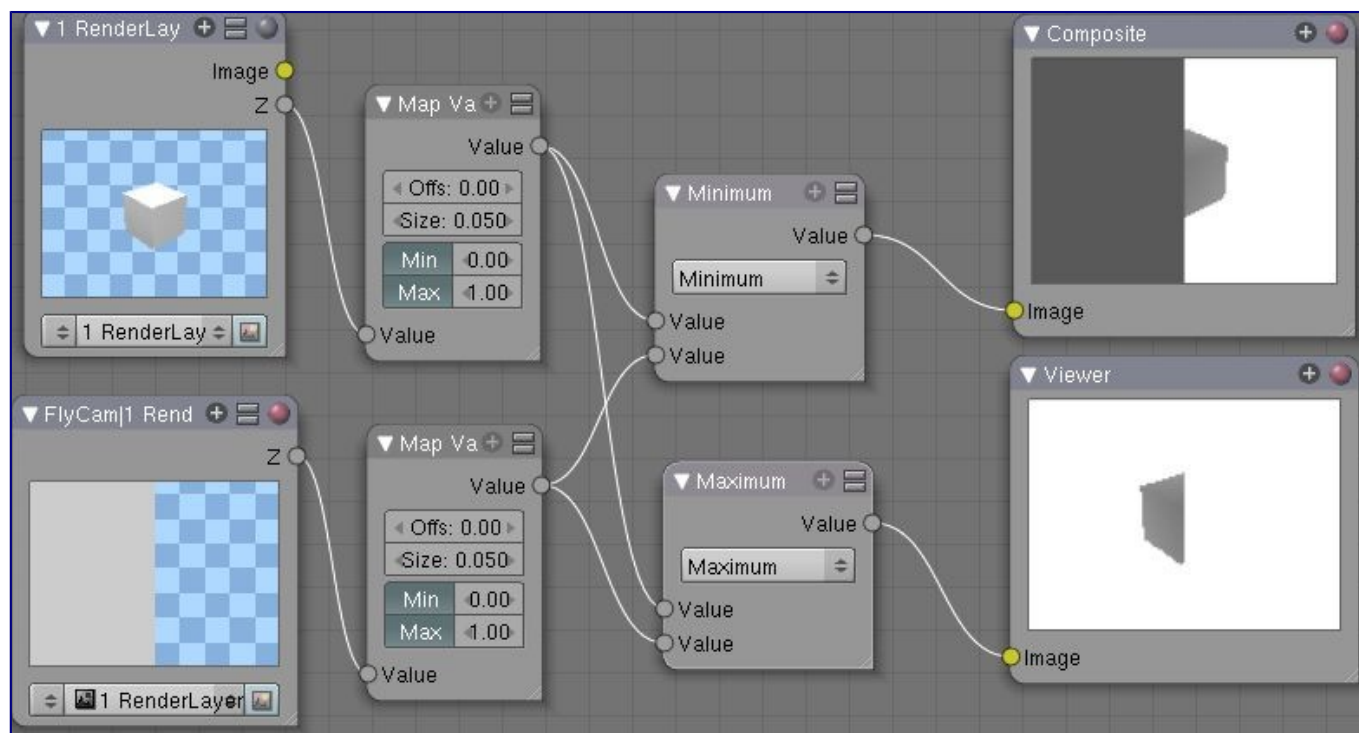 1 RenderLay
Image
Z
1 RenderLay
FlyCam|1 Rend
Z
1 RenderLayer
Map Va
Value
Offs: 0.00
Size: 0.050
Min 0.00
Max 1.00
Value
Map Va
Value
Offs: 0.00
Size: 0.050
Min 0.00
Max 1.00
Value
Minimum
Value
Minimum
Value
Value
Maximum
Value
Maximum
Value
Value
Composite
Image
Viewer
Image